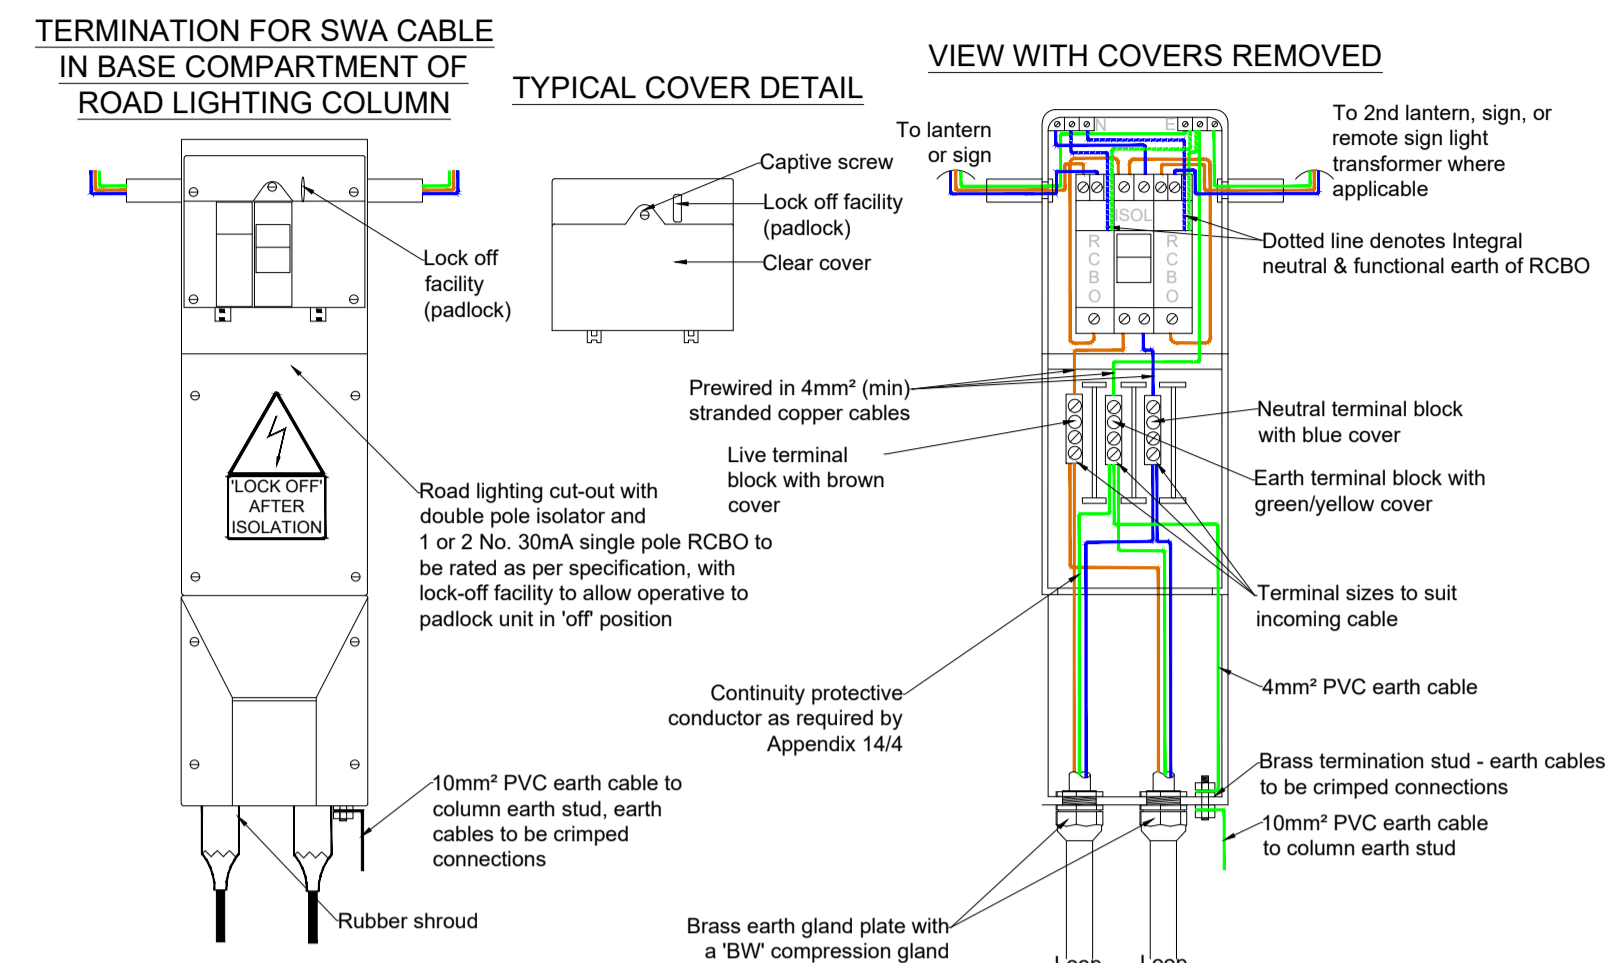 TERMINATION FOR SWA CABLE
IN BASE COMPARTMENT OF
ROAD LIGHTING COLUMN
Lock off
facility
(padlock)
'LOCK OFF'
AFTER
ISOLATION
Road lighting cut-out with
double pole isolator and
1 or 2 No. 30mA single pole RCBO to
be rated as per specification, with
lock-off facility to allow operative to
padlock unit in 'off' position
10mm² PVC earth cable to
column earth stud, earth
cables to be crimped
connections
Rubber shroud
TYPICAL COVER DETAIL
Captive screw
Lock off facility
(padlock)
Clear cover
VIEW WITH COVERS REMOVED
To lantern
or sign
N
E
To 2nd lantern, sign, or
remote sign light
transformer where
applicable
ISOL
R
C
B
O
R
C
B
O
Dotted line denotes Integral
neutral & functional earth of RCBO
Prewired in 4mm² (min)
stranded copper cables
Live terminal
block with brown
cover
Neutral terminal block
with blue cover
Earth terminal block with
green/yellow cover
Terminal sizes to suit
incoming cable
Continuity protective
conductor as required by
Appendix 14/4
4mm² PVC earth cable
Brass termination stud - earth cables
to be crimped connections
10mm² PVC earth cable
to column earth stud
Brass earth gland plate with
a 'BW' compression gland